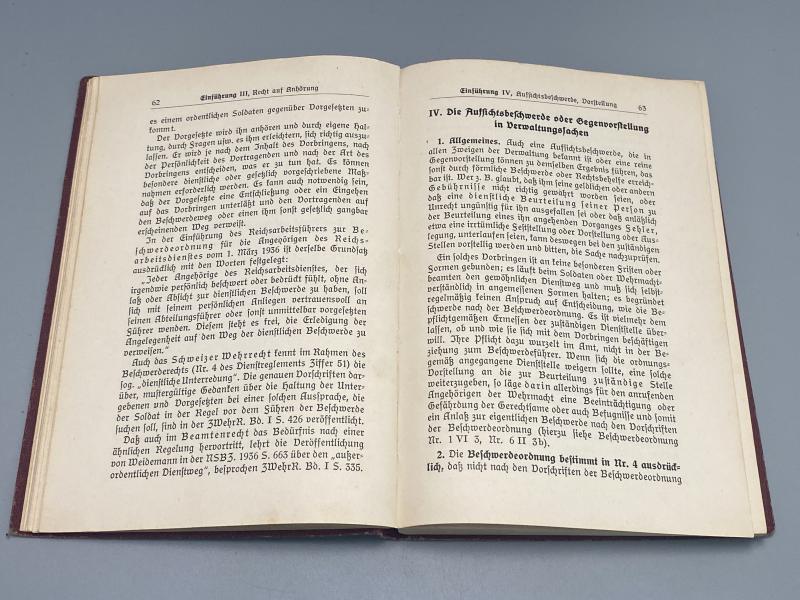 62
Einführung III, Recht auf Anhörung
es einem ordentlichen Soldaten gegenüber Vorgesetzten zu-
kommt.
Der Vorgesetzte wird ihn anhören und durch eigene Hal-
tung, durch Fragen usw. es ihm erleichtern, sich richtig auszu-
lassen. Er wird je nach dem Inhalt des Vorbringens, nach
der Persönlichkeit des Vortragenden und nach der Art des
Vorbringens entscheiden, was er zu tun hat. Es können
besondere dienstliche oder gesetzlich vorgeschriebene Maß-
nahmen erforderlich werden. Es kann auch notwendig sein,
daß der Vorgesetzte eine Entschließung oder ein Eingehen
auf das Vorbringen unterläßt und den Vortragenden auf
den Beschwerdeweg oder einen ihm sonst gesetzlich gangbar
erscheinenden Weg verweist.
In der Einführung des Reichsarbeitsführers zur Be-
schwerdeordnung für die Angehörigen des Reichs-
arbeitsdienstes vom 1. März 1936 ist derselbe Grundsatz
ausdrücklich mit den Worten festgelegt:
„Jeder Angehörige des Reichsarbeitsdienstes, der sich
irgendwie persönlich beschwert oder bedrückt fühlt, ohne An-
laß oder Absicht zur dienstlichen Beschwerde zu haben, soll
sich mit seinem persönlichen Anliegen vertrauensvoll an
seinen Abteilungsführer oder sonst unmittelbar vorgesetzten
Führer wenden. Diesem steht es frei, die Erledigung der
Angelegenheit auf den Weg der dienstlichen Beschwerde zu
verweisen.“
Auch das Schweizer Wehrrecht kennt im Rahmen des
Beschwerderechts (Nr. 4 des Dienstreglements Ziffer 51) die
sog. „dienstliche Unterredung“. Die genauen Vorschriften dar-
über, mustergültige Gedanken über die Haltung der Unter-
gebenen und Vorgesetzten bei einer solchen Aussprache, die
der Soldat in der Regel vor dem Führen der Beschwerde
suchen soll, sind in der ZWehrR. Bd. I S. 426 veröffentlicht.
Daß auch im Beamtenrecht das Bedürfnis nach einer
ähnlichen Regelung hervortritt, lehrt die Veröffentlichung
von Weidemann in der NSBZ. 1936 S. 663 über den „außer-
ordentlichen Dienstweg“, besprochen ZWehrR. Bd. I S. 335.
Einführung IV, Aufsichtsbeschwerde, Vorstellung
63
IV. Die Aufsichtsbeschwerde oder Gegenvorstellung
in Verwaltungssachen
1. Allgemeines. Auch eine Aufsichtsbeschwerde, die in
allen Zweigen der Verwaltung bekannt ist oder eine reine
Gegenvorstellung können zu demselben Ergebnis führen, das
sonst durch förmliche Beschwerde oder Rechtsbehelfe erreich-
bar ist. Wer z. B. glaubt, daß ihm seine geldlichen oder andern
Gebührnisse nicht richtig gewährt worden seien, oder
daß eine dienstliche Beurteilung seiner Person zu
Unrecht ungünstig für ihn ausgefallen sei oder daß anläßlich
der Beurteilung eines ihn angehenden Vorganges Fehler,
etwa eine irrtümliche Feststellung oder Vorstellung oder Aus-
legung, unterlaufen seien, kann deswegen bei den zuständigen
Stellen vorstellig werden und bitten, die Sache nachzuprüfen.
Ein solches Vorbringen ist an keine besonderen Fristen oder
Formen gebunden; es läuft beim Soldaten oder Wehrmacht-
beamten den gewöhnlichen Dienstweg und muß sich selbst-
verständlich in angemessenen Formen halten; es begründet
regelmäßig keinen Anspruch auf Entscheidung, wie die Be-
schwerde nach der Beschwerdeordnung. Es ist vielmehr dem
pflichtgemäßen Ermessen der zuständigen Dienststelle über-
lassen, ob und wie sie sich mit dem Vorbringen beschäftigen
will. Ihre Pflicht dazu wurzelt im Amt, nicht in der Be-
ziehung zum Beschwerdeführer. Wenn sich die ordnungs-
gemäß angegangene Dienststelle weigern sollte, eine solche
Vorstellung an die zur Beurteilung zuständige Stelle
weiterzugeben, so läge darin allerdings für den anrufenden
Angehörigen der Wehrmacht eine Beeinträchtigung oder
Gefährdung der Gerechtsame oder auch Befugnisse und somit
ein Anlaß zur eigentlichen Beschwerde nach den Vorschriften
der Beschwerdeordnung (hierzu siehe Beschwerdeordnung
Nr. 1 VI 3, Nr. 6 II 3b).
2. Die Beschwerdeordnung bestimmt in Nr. 4 ausdrück-
lich, daß nicht nach den Vorschriften der Beschwerdeordnung